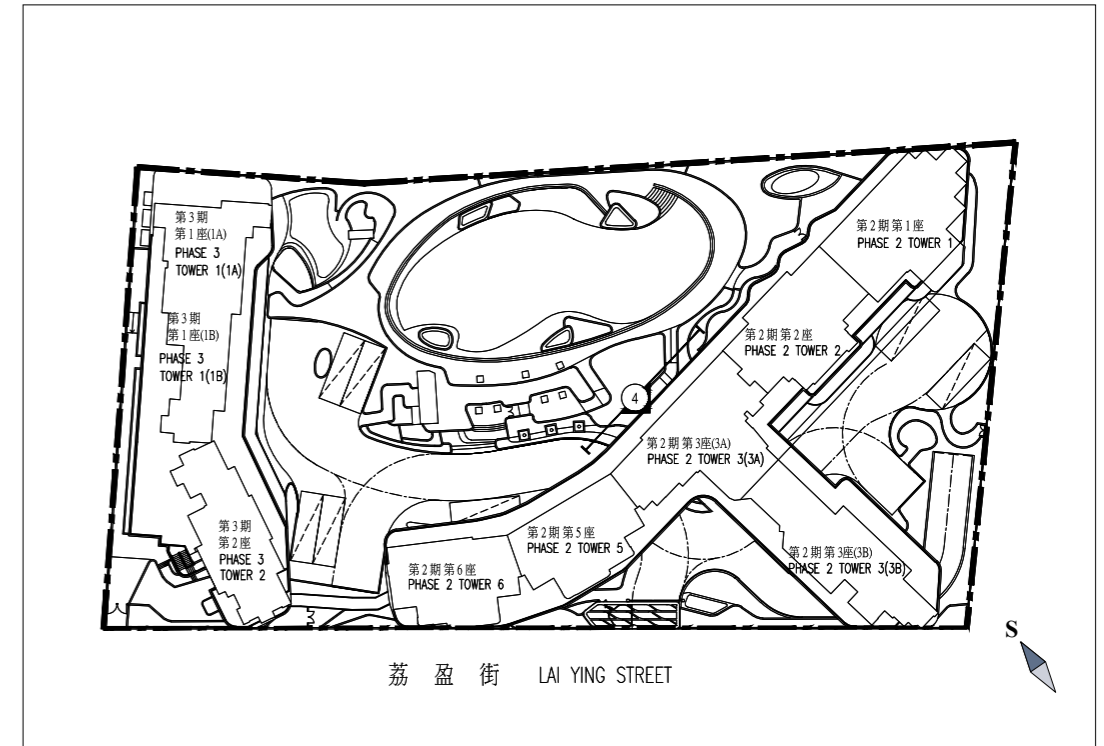 第2期第1座
PHASE 2 TOWER 1
第3期
第1座(1A)
PHASE 3
TOWER 1(1A)
第3期
第1座(1B)
PHASE 3
TOWER 1(1B)
第2期第2座
PHASE 2 TOWER 2
4
第2期第3座(3A)
PHASE 2 TOWER 3(3A)
第3期
第2座
PHASE 3
TOWER 2
第2期第5座
PHASE 2 TOWER 5
第2期第6座
PHASE 2 TOWER 6
第2期第3座(3B)
PHASE 2 TOWER 3(3B)
S
荔盈街 LAI YING STREET